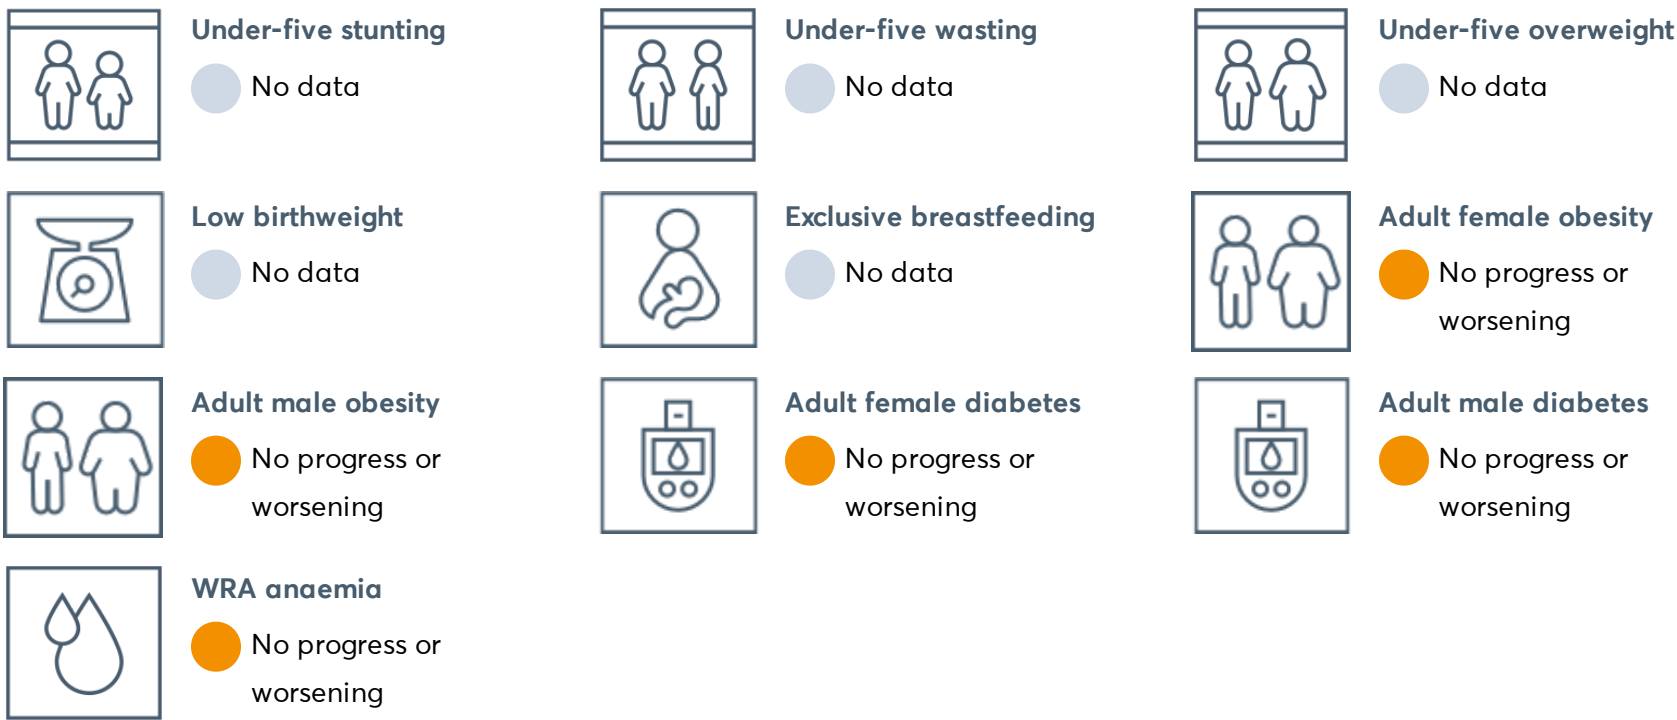 Under-five stunting
No data
Under-five wasting
No data
Under-five overweight
No data
Low birthweight
No data
Exclusive breastfeeding
No data
Adult female obesity
No progress or
worsening
Adult male obesity
No progress or
worsening
Adult female diabetes
No progress or
worsening
Adult male diabetes
No progress or
worsening
WRA anaemia
No progress or
worsening